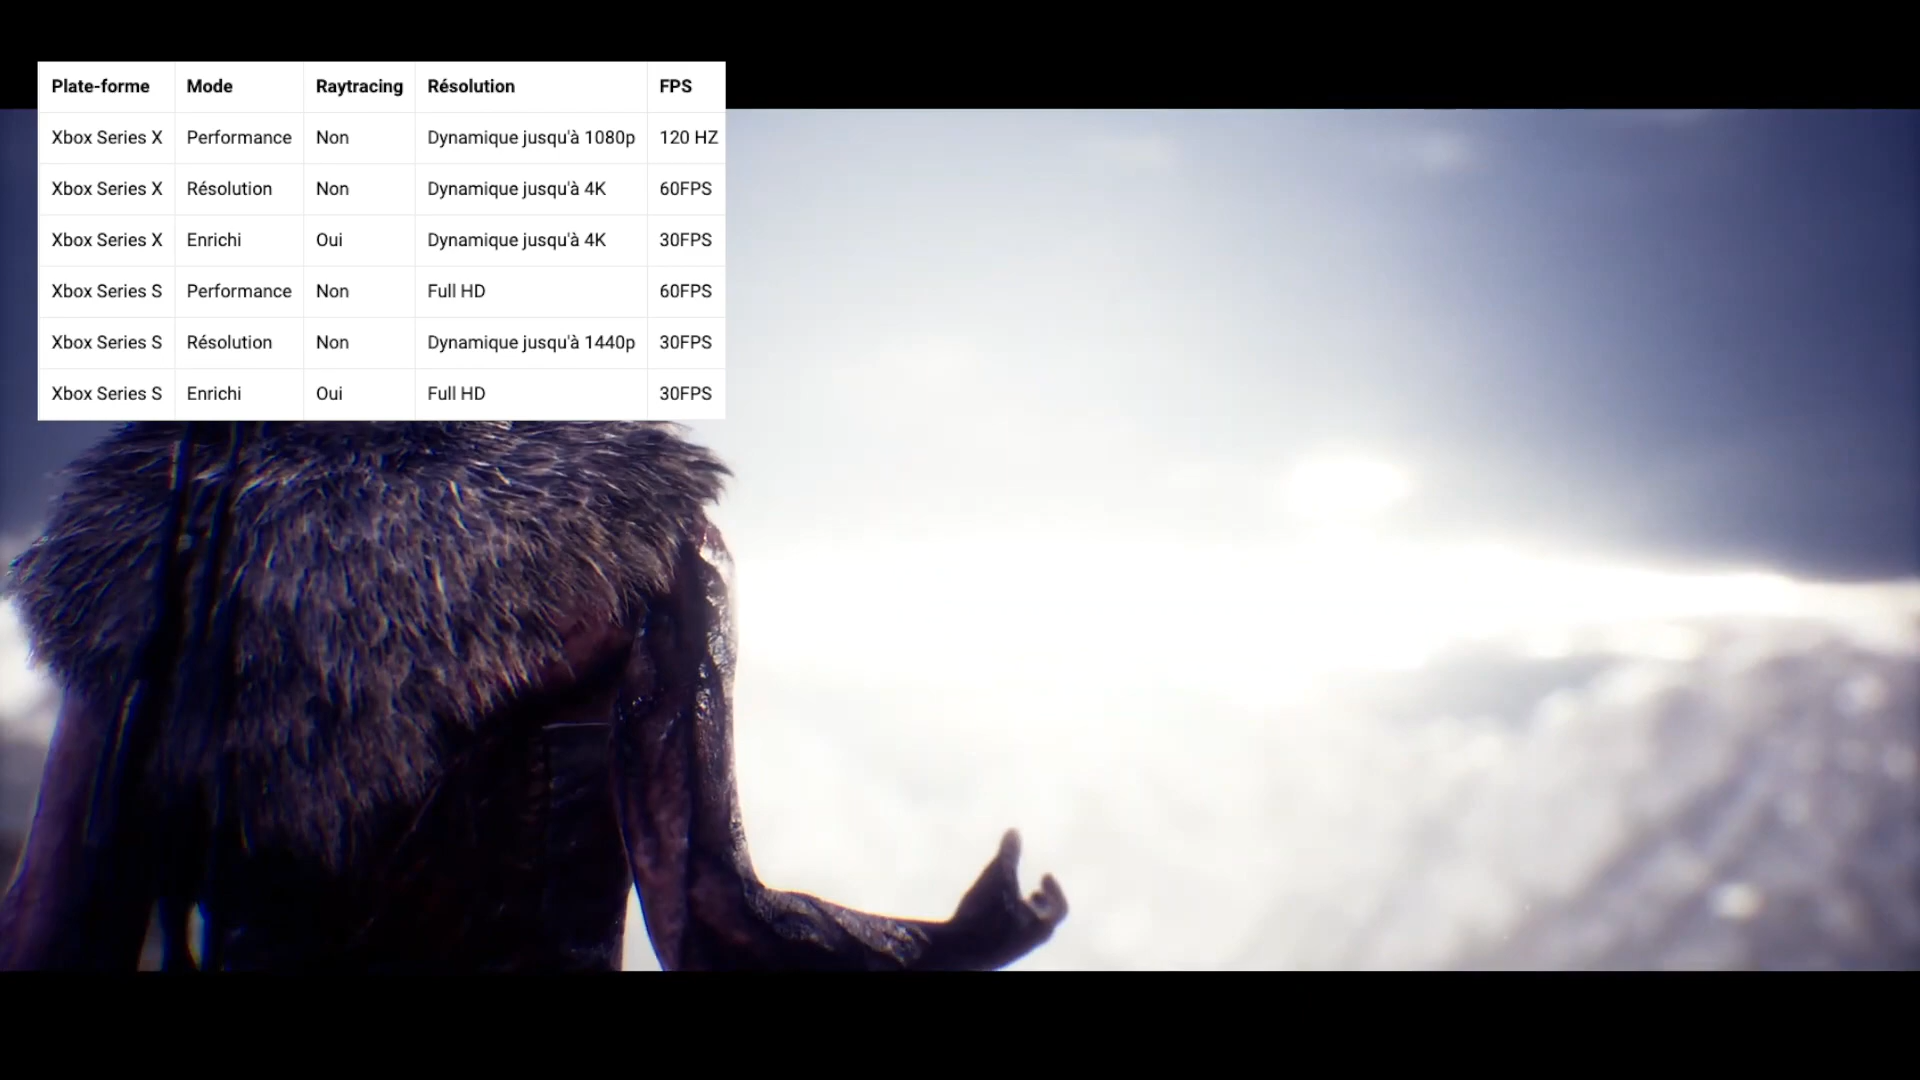 Plate-forme Mode Raytracing Résolution FPS
Xbox Series X Performance Non Dynamique jusqu'à 1080p 120 HZ
Xbox Series X Résolution Non Dynamique jusqu'à 4K 60FPS
Xbox Series X Enrichi Oui Dynamique jusqu'à 4K 30FPS
Xbox Series S Performance Non Full HD 60FPS
Xbox Series S Résolution Non Dynamique jusqu'à 1440p 30FPS
Xbox Series S Enrichi Oui Full HD 30FPS